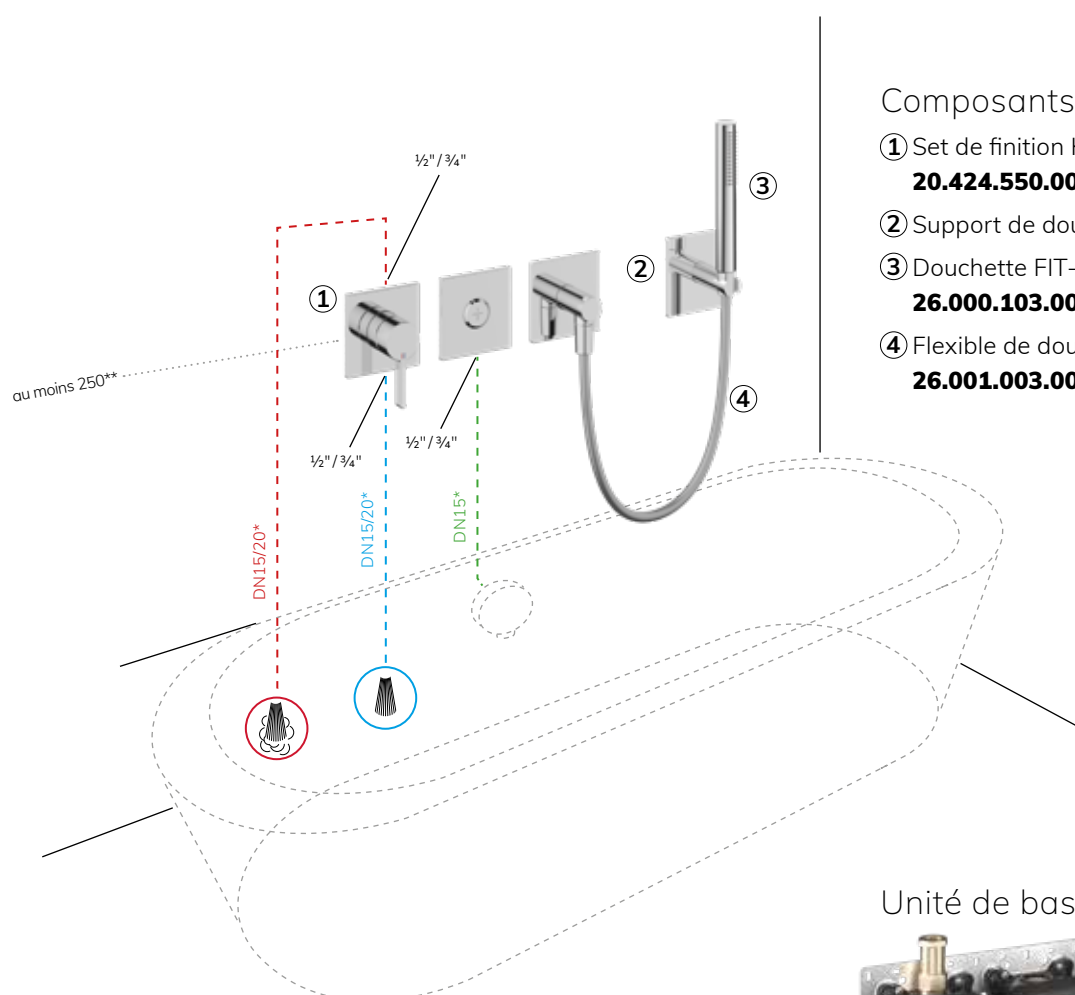 ½"/¾"
③
①
②
au moins 250**
④
½"/¾"
½"/¾"
DN15/20*
DN15/20*
DN15*
Composants
① Set de finition
20.424.550.00
② Support de dou
③ Douchette FIT-
26.000.103.00
④ Flexible de dou
26.001.003.00
Unité de bas